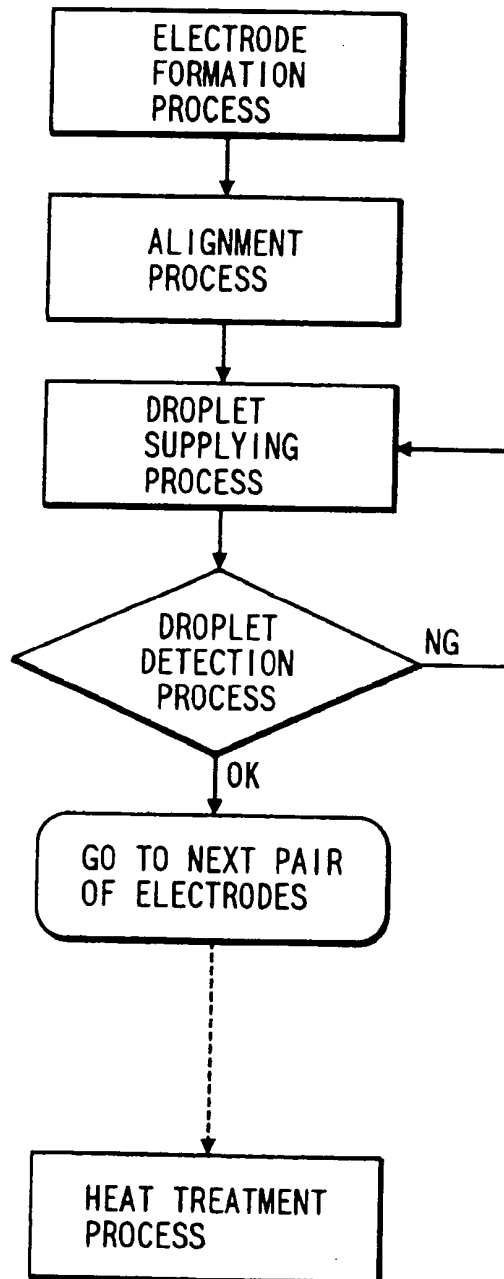 ELECTRODE
FORMATION
PROCESS
ALIGNMENT
PROCESS
DROPLET
SUPPLYING
PROCESS
DROPLET
DETECTION
PROCESS
NG
OK
GO TO NEXT PAIR
OF ELECTRODES
HEAT TREATMENT
PROCESS